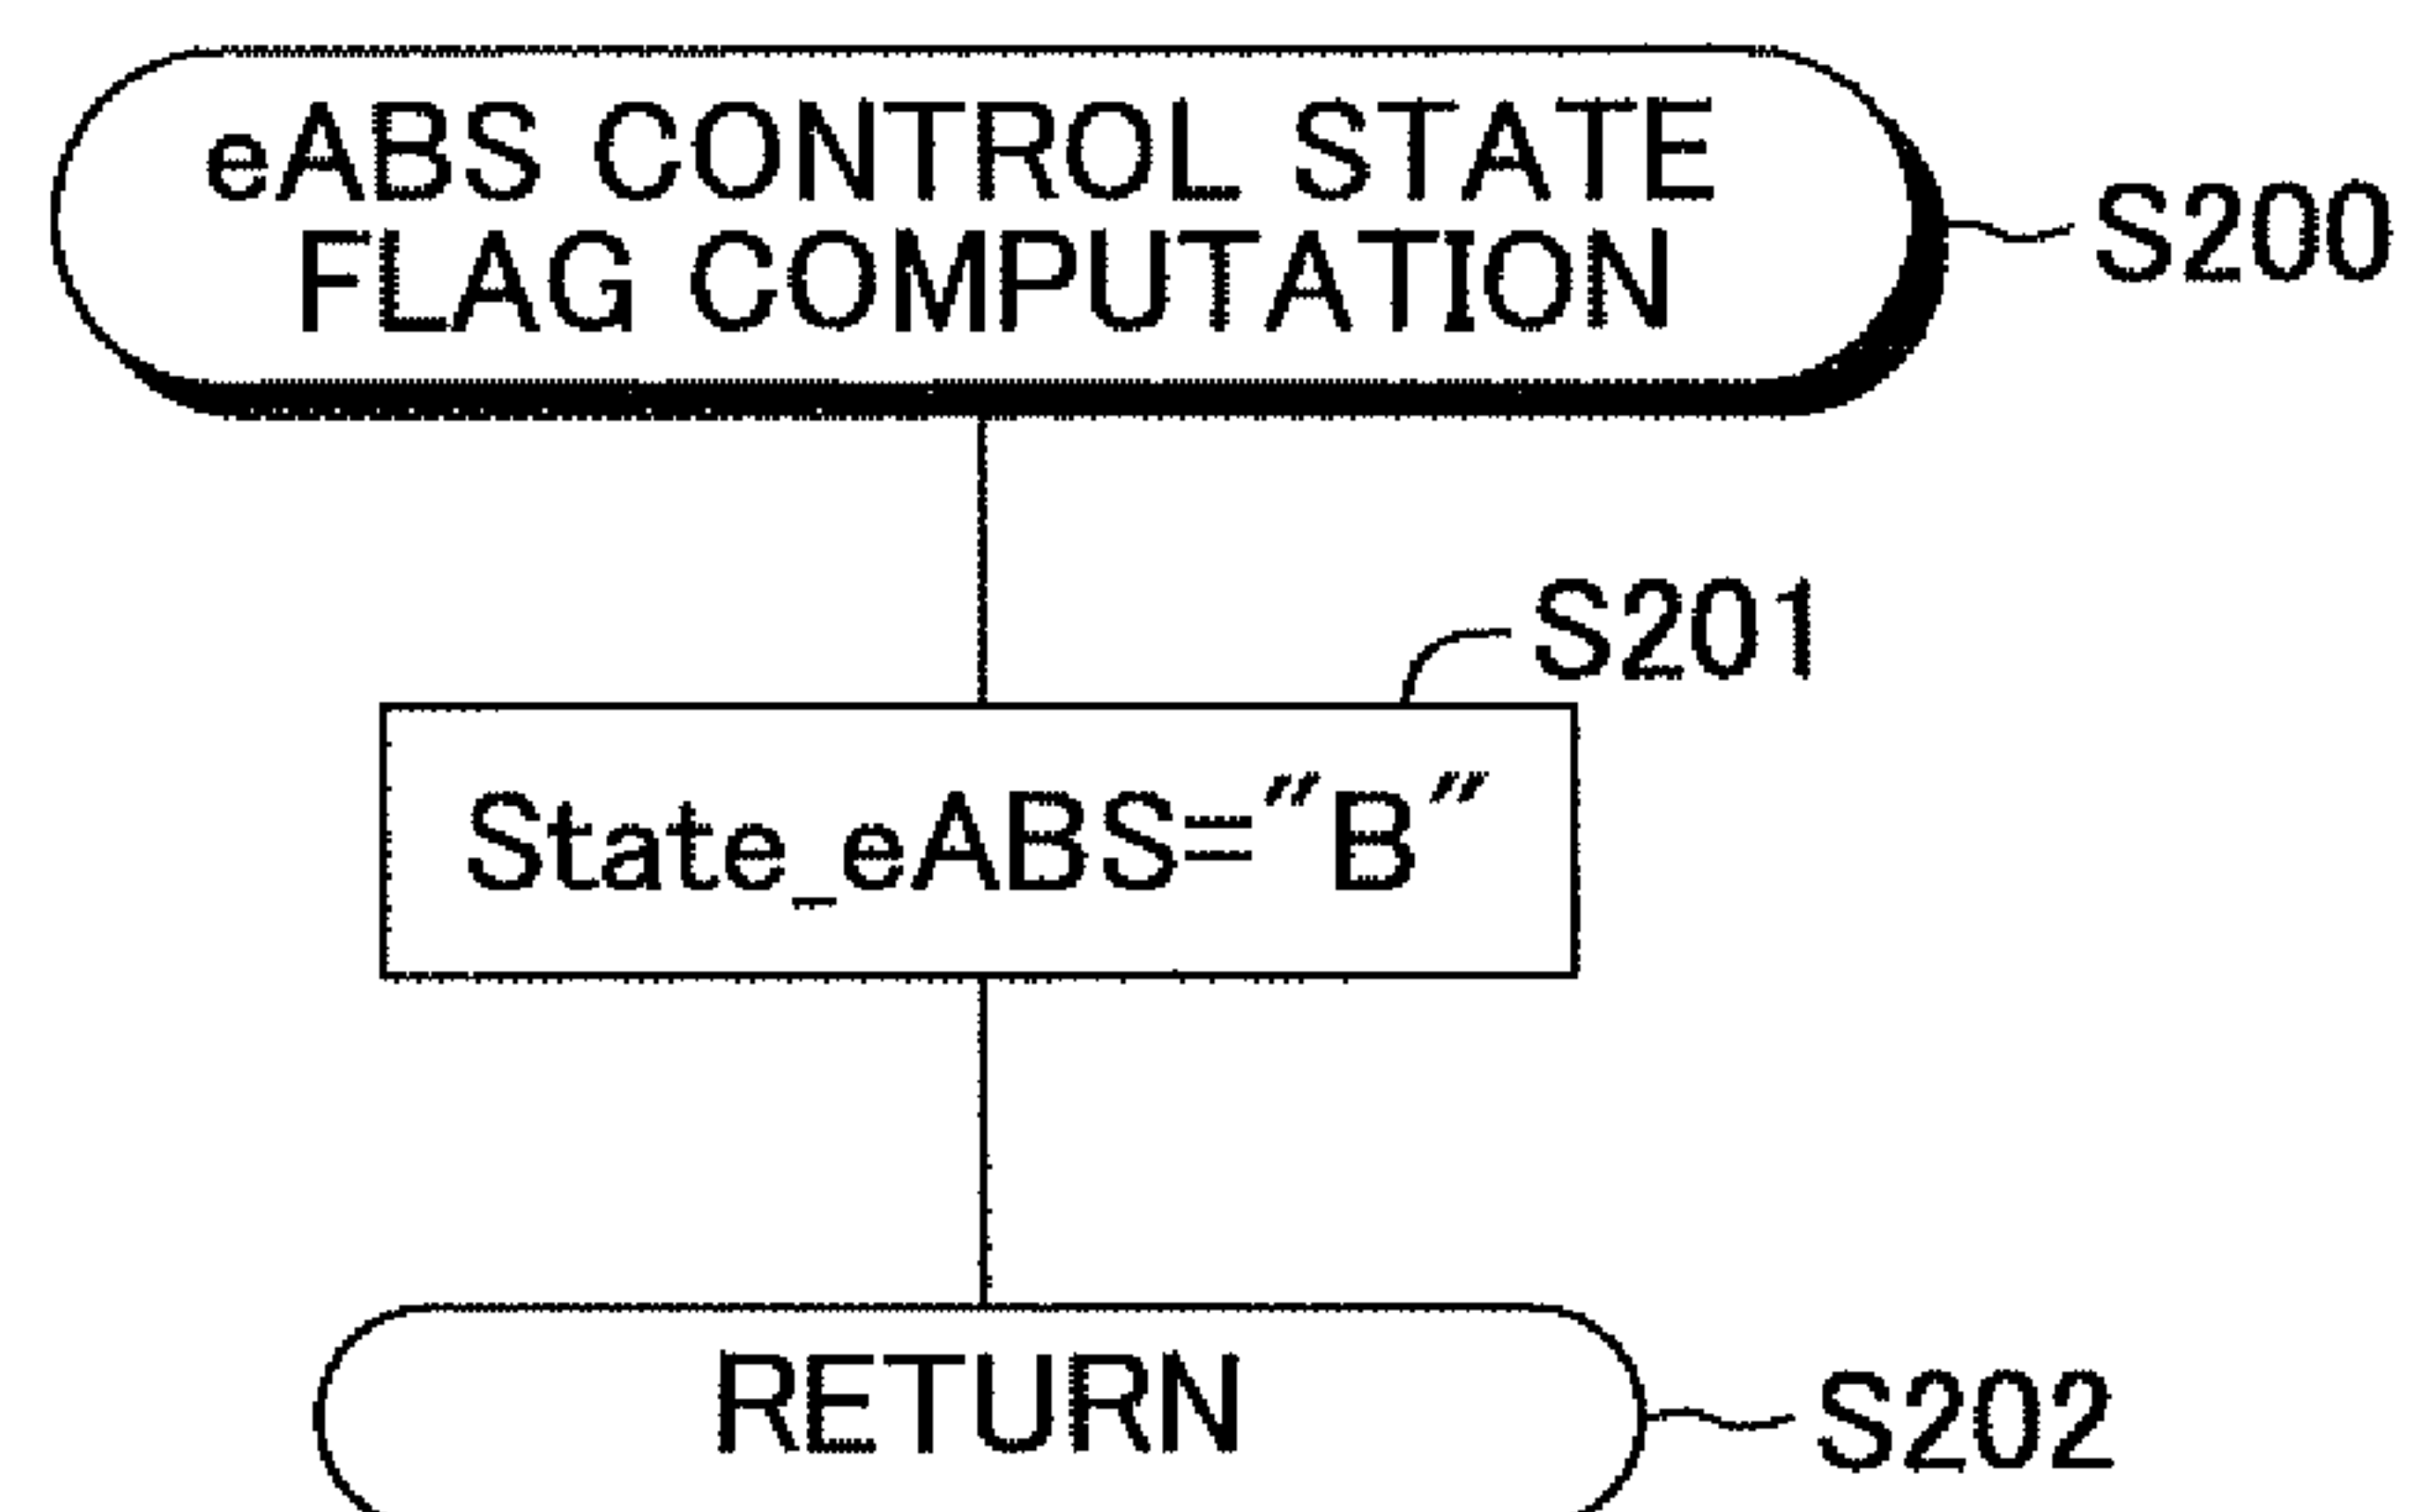 eABS CONTROL STATE
FLAG COMPUTATION
S200
S201
State_eABS="B"
RETURN
S202